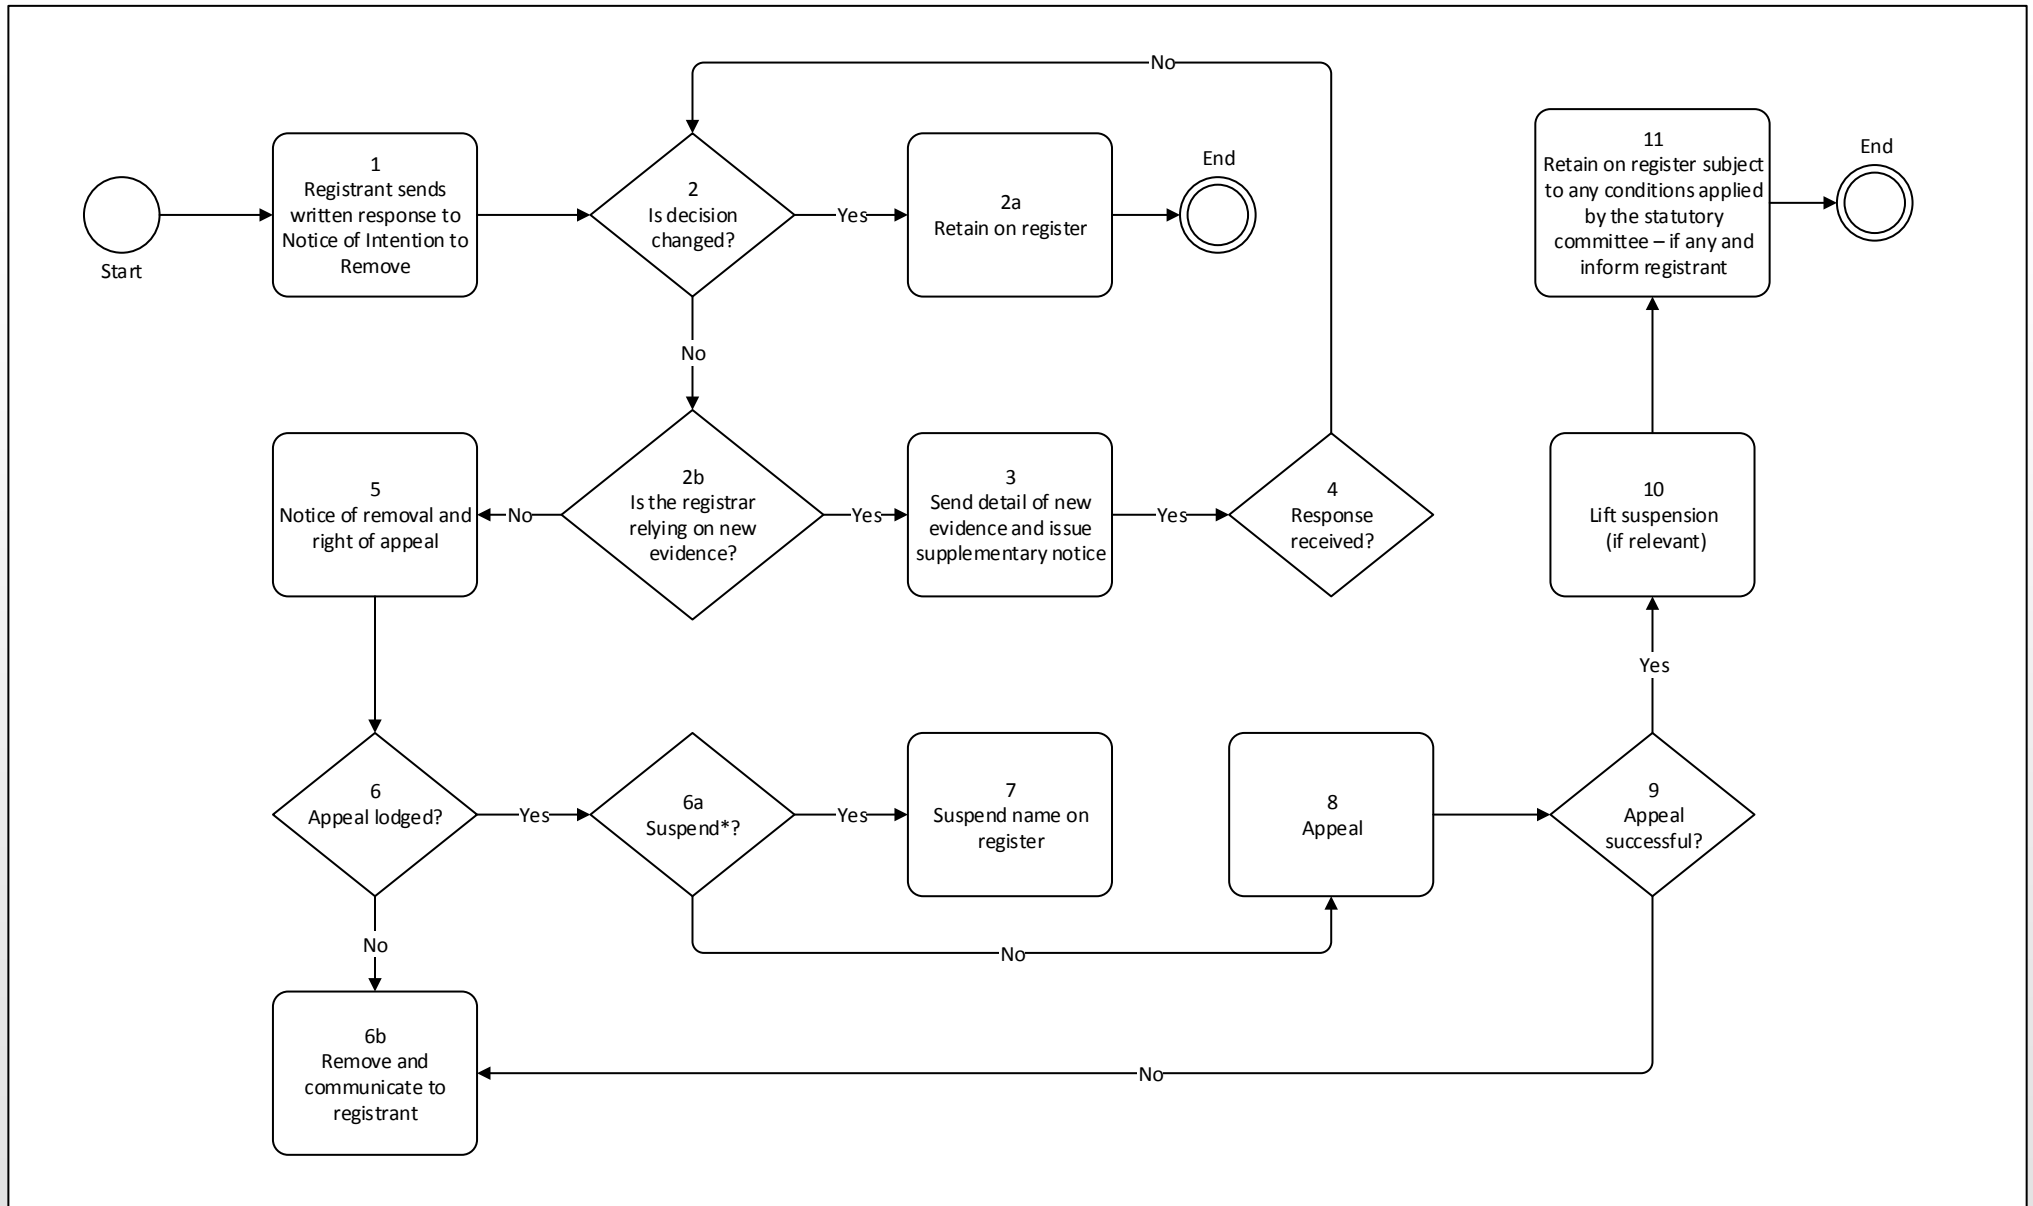 No
1
Registrant sends
written response to
Notice of Intention to
Remove
Start
2
Is decision
changed?
Yes
2a
Retain on register
End
11
Retain on register subject
to any conditions applied
by the statutory
committee – if any and
inform registrant
End
No
5
Notice of removal and
right of appeal
No
2b
Is the registrar
relying on new
evidence?
Yes
3
Send detail of new
evidence and issue
supplementary notice
Yes
4
Response
received?
10
Lift suspension
(if relevant)
Yes
6
Appeal lodged?
Yes
6a
Suspend*?
Yes
7
Suspend name on
register
8
Appeal
9
Appeal
successful?
No
No
6b
Remove and
communicate to
registrant
No